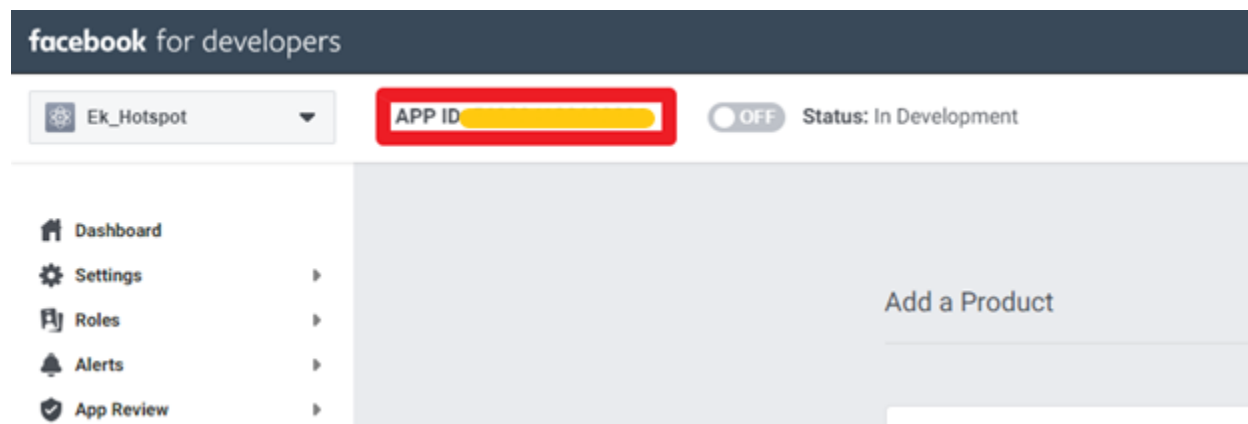 facebook for developers
Ek_Hotspot
APP ID
OFF
Status: In Development
Dashboard
Settings
Roles
Alerts
App Review
Add a Product